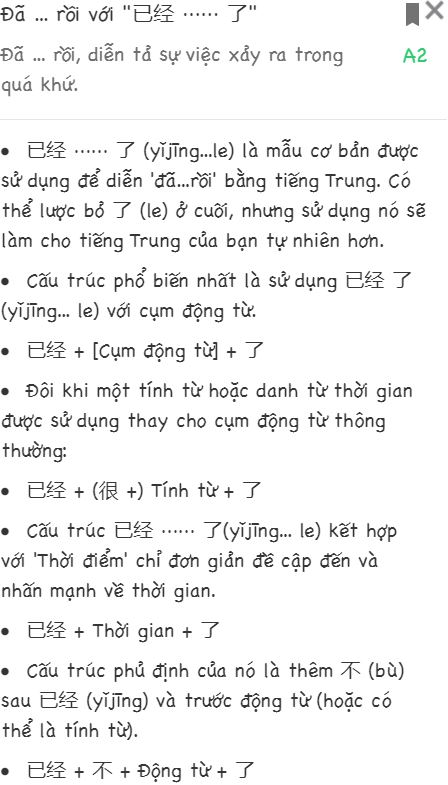 Đã ... rồi với "已经 ⋯⋯ 了"
Đã ... rồi, diễn tả sự việc xảy ra trong
A2
quá khứ.
• 已经 ⋯⋯ 了 (yǐjīng...le) là mẫu cơ bản được
sử dụng để diễn 'đã...rồi' bằng tiếng Trung. Có
thể lược bỏ 了 (le) ở cuối, nhưng sử dụng nó sẽ
làm cho tiếng Trung của bạn tự nhiên hơn.
• Cấu trúc phổ biến nhất là sử dụng 已经 了
(yǐjīng... le) với cụm động từ.
• 已经 + [Cụm động từ] + 了
• Đôi khi một tính từ hoặc danh từ thời gian
được sử dụng thay cho cụm động từ thông
thường:
• 已经 + (很 +) Tính từ + 了
• Cấu trúc 已经 ⋯⋯ 了(yǐjīng... le) kết hợp
với 'Thời điểm' chỉ đơn giản đề cập đến và
nhấn mạnh về thời gian.
• 已经 + Thời gian + 了
• Cấu trúc phủ định của nó là thêm 不 (bù)
sau 已经 (yǐjīng) và trước động từ (hoặc có
thể là tính từ).
• 已经 + 不 + Động từ + 了